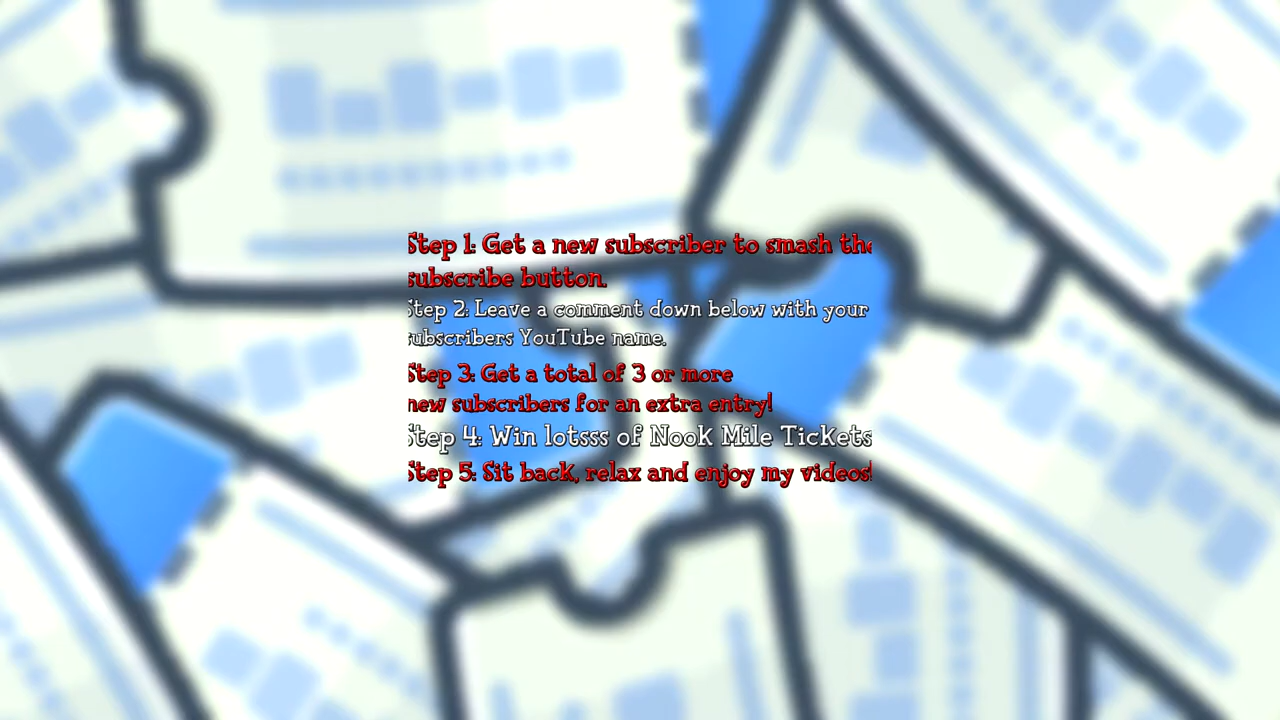 Step 1: Get a new subscriber to smash the
subscribe button.
Step 2: Leave a comment down below with your
subscribers YouTube name.
Step 3: Get a total of 3 or more
new subscribers for an extra entry!
Step 4: Win lotsss of Nook Mile Tickets
Step 5: Sit back, relax and enjoy my videos!